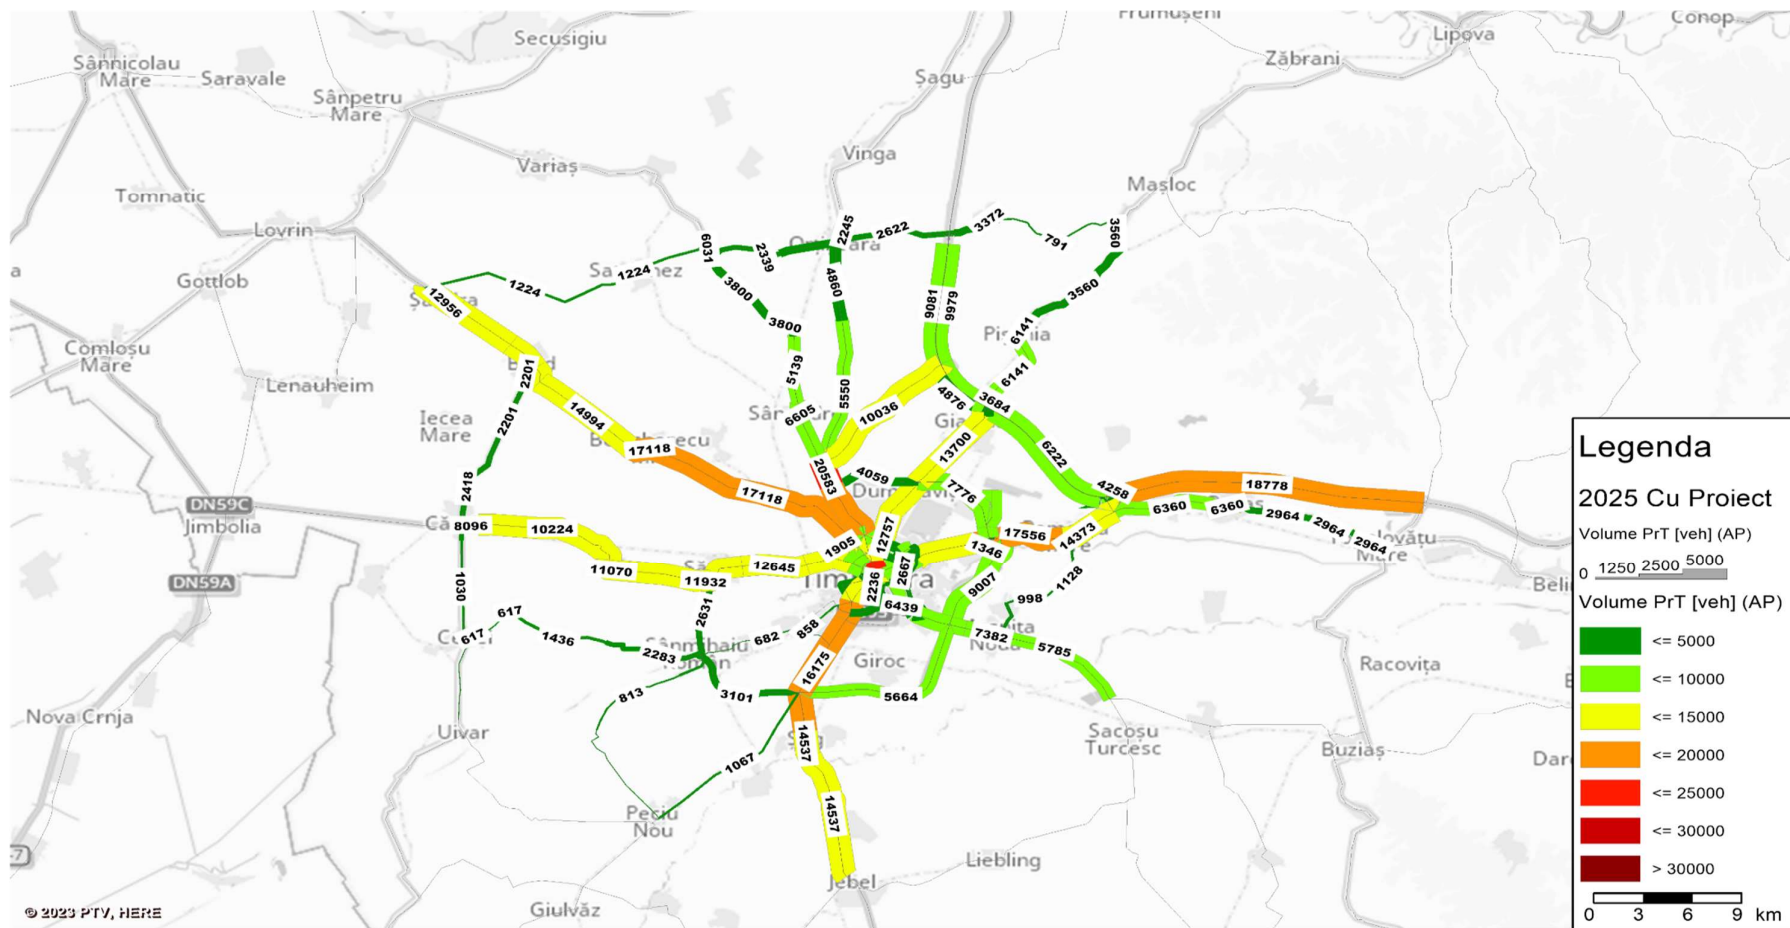 Frumușeni
Conop
Secusigiu
Lipova
Sânnicolau
Mare
Saravale
Zăbrani
Șagu
Sânpetru
Mare
Vinga
Variaș
Mașloc
Tomnatic
2245
2622
3372
3560
Lovrin
6031
2339
791
1224
Gottlob
1224
4860
3560
3800
12956
9081
9979
3800
6141
Comloșu
Mare
5139
6141
2201
Lenauheim
5550
4876
3684
14994
6605
10036
Iecea
Mare
2201
17118
13700
6222
20583
4059
2418
17118
7776
4258
18778
DN59C
Jimbolia
6360
6360
2964
2964
2964
8096
10224
12757
17556
14373
1905
1346
11070
12645
11932
2667
DN59A
2236
9007
1128
1030
998
6439
617
2631
617
1436
682
858
7382
5785
2283
Sânmihaiu
Român
Giroc
Racovița
16175
813
3101
5664
Nova Crnja
Uivar
Sacoșu
Turcesc
Buziaș
14537
1067
14537
Peciu
Nou
Liebling
Jebel
Giulvăz
© 2023 PTV, HERE
Legenda
2025 Cu Proiect
Volume PrT [veh] (AP)
0 1250 2500 5000
Volume PrT [veh] (AP)
<= 5000
<= 10000
<= 15000
<= 20000
<= 25000
<= 30000
> 30000
0 3 6 9 km